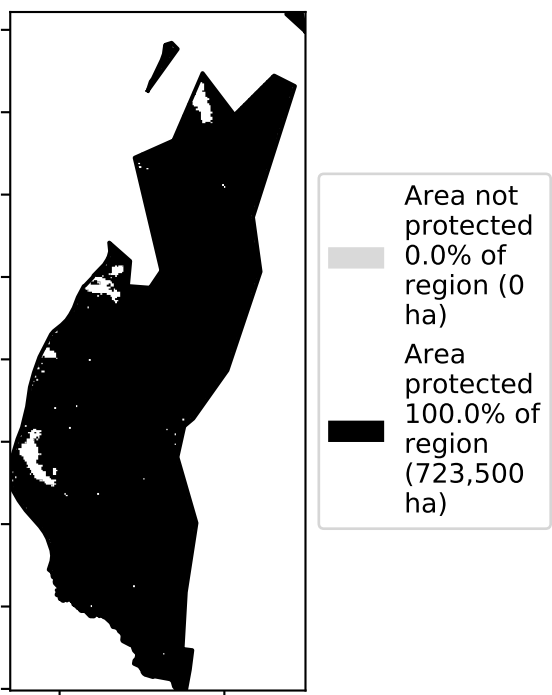 Area not
protected
0.0% of
region (0
ha)
Area
protected
100.0% of
region
(723,500
ha)